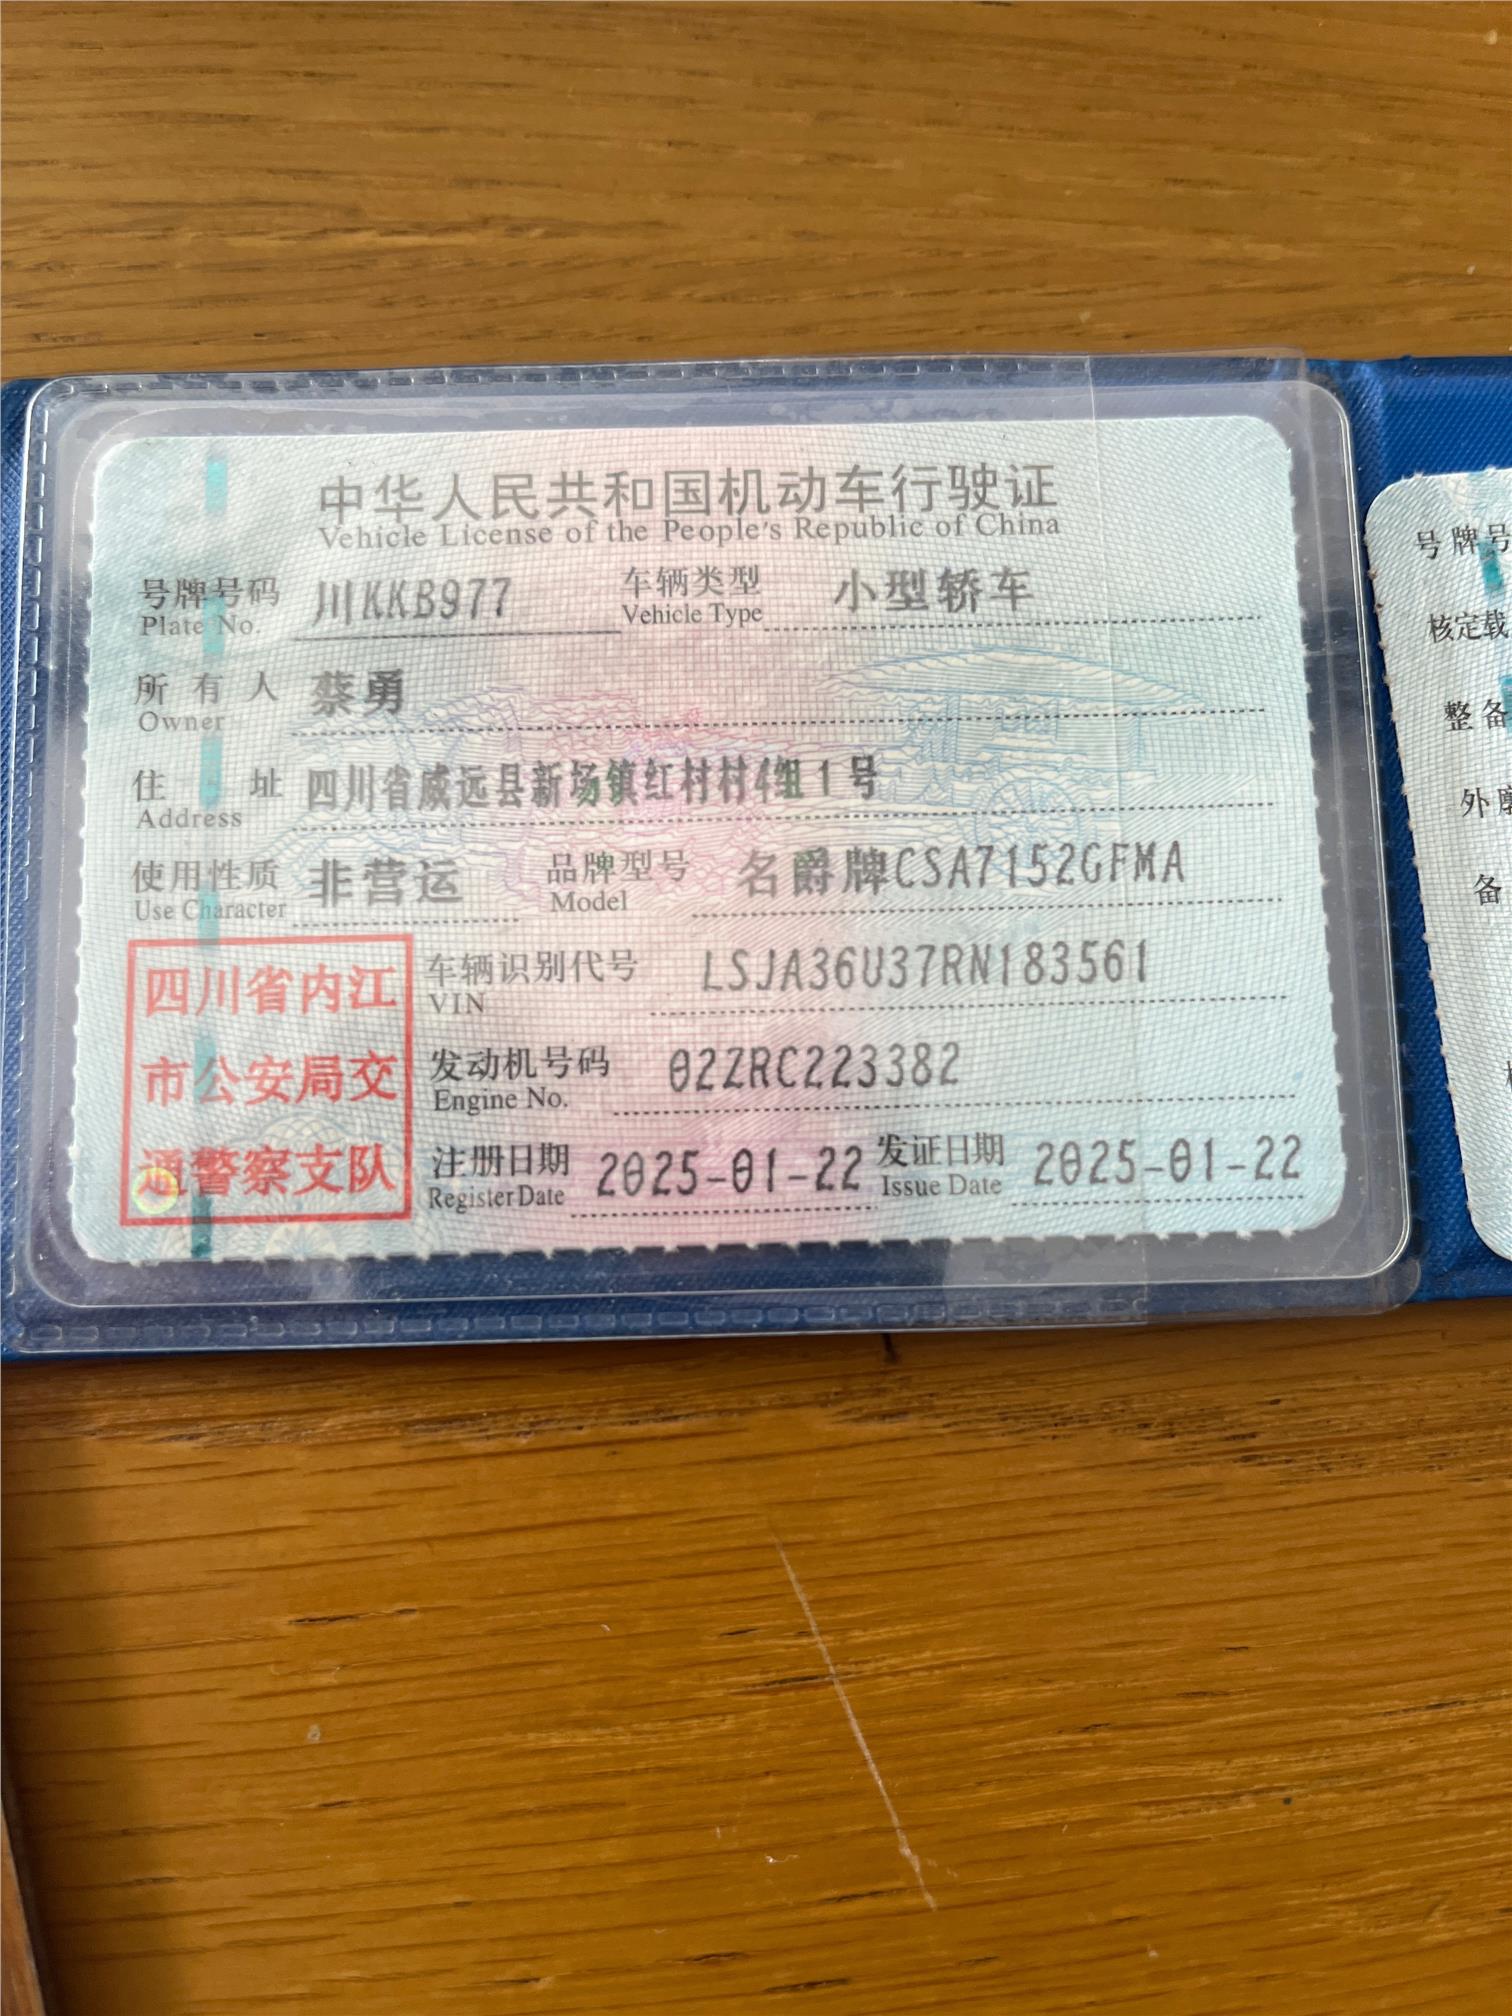 中华人民共和国机动车行驶证
Vehicle License of the People's Republic of China
号牌号码 川KKB977 车辆类型 小型轿车
Plate No. Vehicle Type
所有人 蔡勇
Owner
住址 四川省威远县新场镇红村村4组1号
Address
使用性质 非营运 品牌型号 名爵牌CSA7152GFMA
Use Character Model
四川省内江
市公安局交
通警察支队
车辆识别代号 LSJA36U37RN183561
VIN
发动机号码 02ZRC223382
Engine No.
注册日期 2025-01-22 发证日期 2025-01-22
Register Date Issue Date
号牌号
核定载
整备
外廓
备